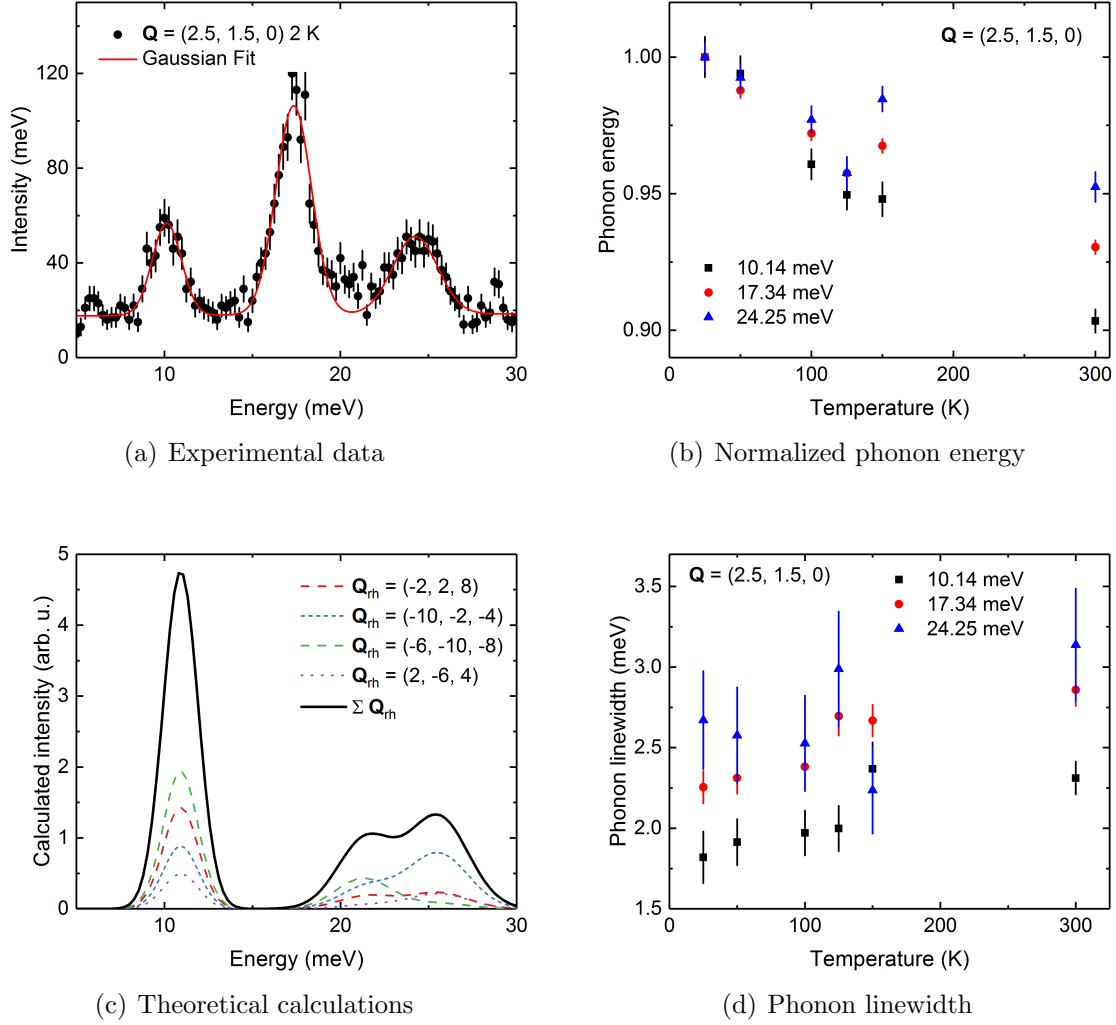 Q = (2.5, 1.5, 0) 2 K
Gaussian Fit
120
80
40
0
10
20
30
Intensity (meV)
Energy (meV)
(a) Experimental data
Q = (2.5, 1.5, 0)
1.00
0.95
0.90
10.14 meV
17.34 meV
24.25 meV
0
100
200
300
Phonon energy
Temperature (K)
(b) Normalized phonon energy
5
4
3
2
1
0
Q_rh = (-2, 2, 8)
Q_rh = (-10, -2, -4)
Q_rh = (-6, -10, -8)
Q_rh = (2, -6, 4)
Σ Q_rh
10
20
30
Calculated intensity (arb. u.)
Energy (meV)
(c) Theoretical calculations
Q = (2.5, 1.5, 0)
10.14 meV
17.34 meV
24.25 meV
3.5
3.0
2.5
2.0
1.5
0
100
200
300
Phonon linewidth (meV)
Temperature (K)
(d) Phonon linewidth